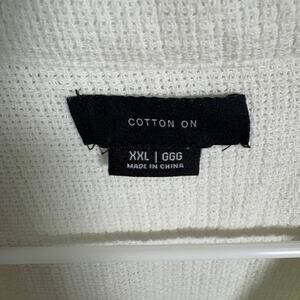 COTTON ON
XXL | GGG
MADE IN CHINA